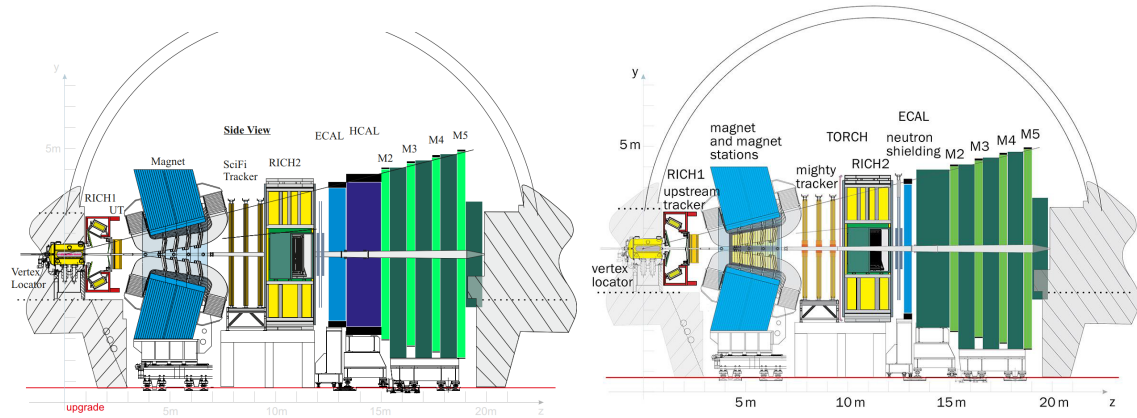 y
5m
Side View
ECAL
HCAL
M5
M4
M3
M2
Magnet
SciFi
Tracker
RICH2
RICH1
UT
Vertex
Locator
upgrade
5m
10m
15m
20m
z
y
5 m
ECAL
neutron
shielding
M5
M4
M3
M2
magnet
and magnet
stations
TORCH
RICH2
mighty
tracker
RICH1
upstream
tracker
vertex
locator
5 m
10 m
15 m
20 m
z